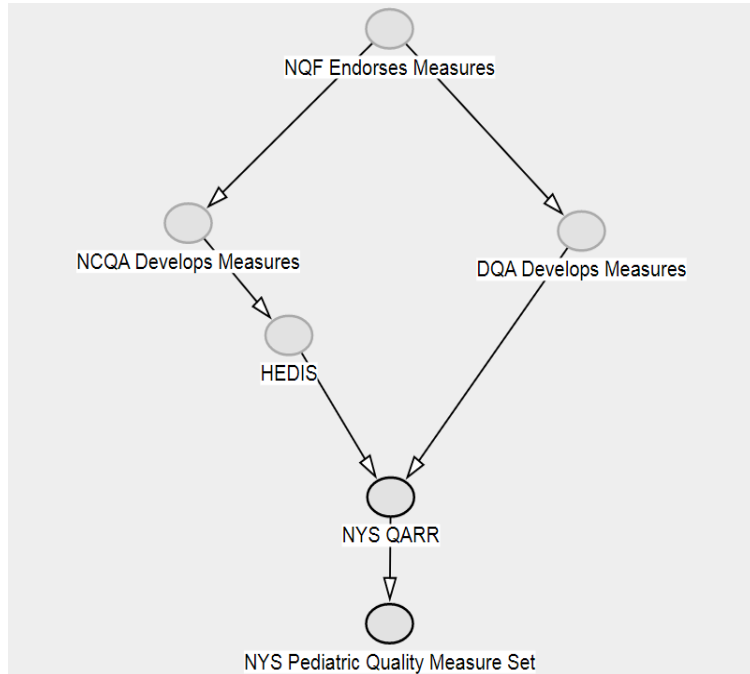 NQF Endorses Measures
NCQA Develops Measures
DQA Develops Measures
HEDIS
NYS QARR
NYS Pediatric Quality Measure Set